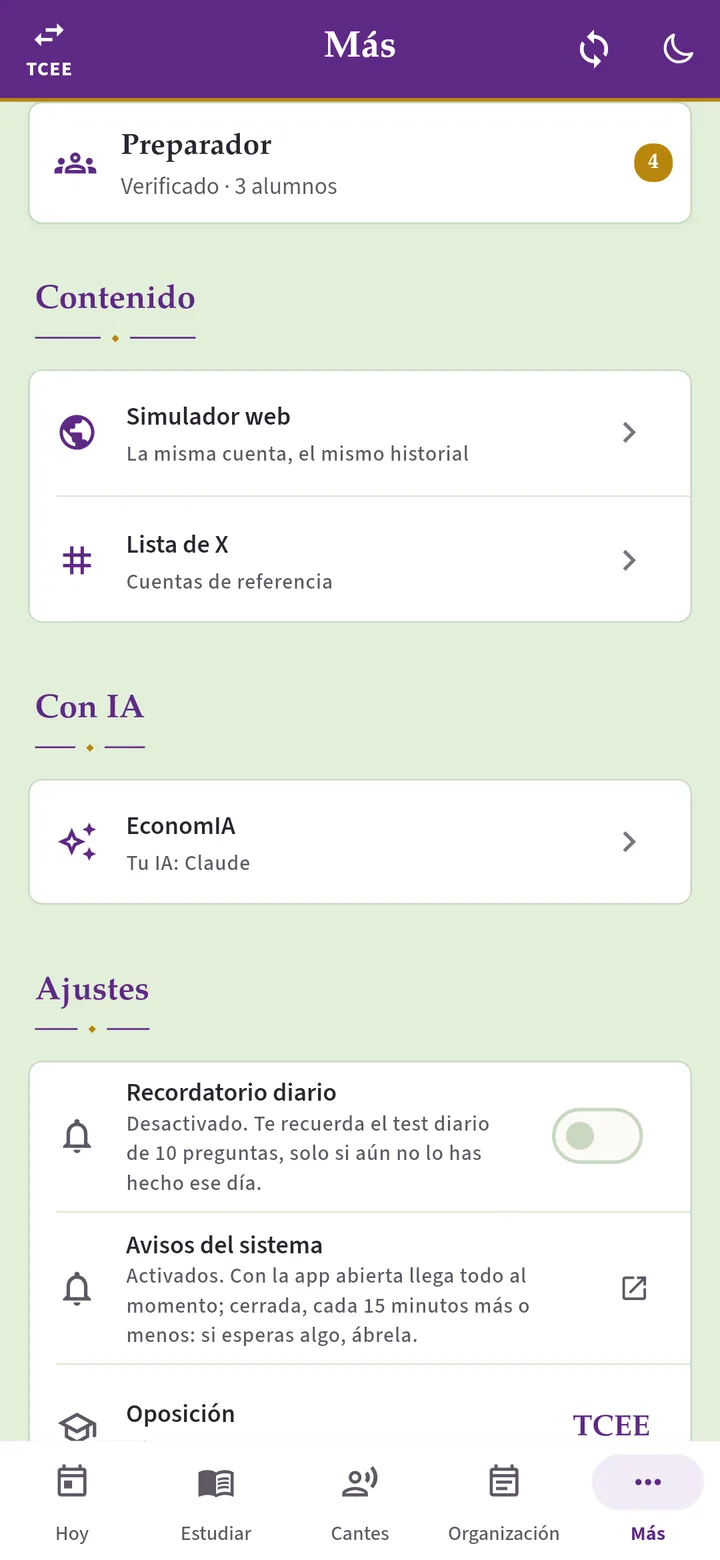 TCEE
Más
Preparador
Verificado · 3 alumnos
4
Contenido
Simulador web
La misma cuenta, el mismo historial
Lista de X
Cuentas de referencia
Con IA
EconomIA
Tu IA: Claude
Ajustes
Recordatorio diario
Desactivado. Te recuerda el test diario
de 10 preguntas, solo si aún no lo has
hecho ese día.
Avisos del sistema
Activados. Con la app abierta llega todo al
momento; cerrada, cada 15 minutos más o
menos: si esperas algo, ábrela.
Oposición
TCEE
Hoy
Estudiar
Cantes
Organización
Más